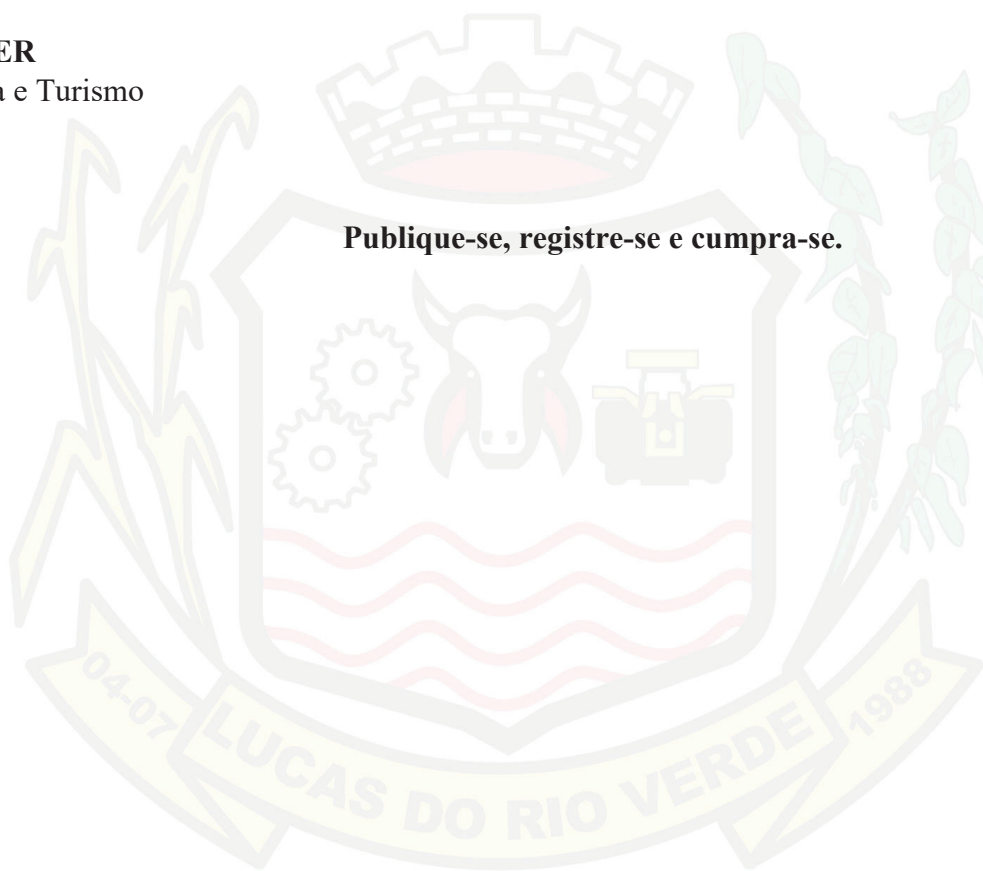 ER
a e Turismo
Publique-se, registre-se e cumpra-se.
04-07 LUCAS DO RIO VERDE 1988